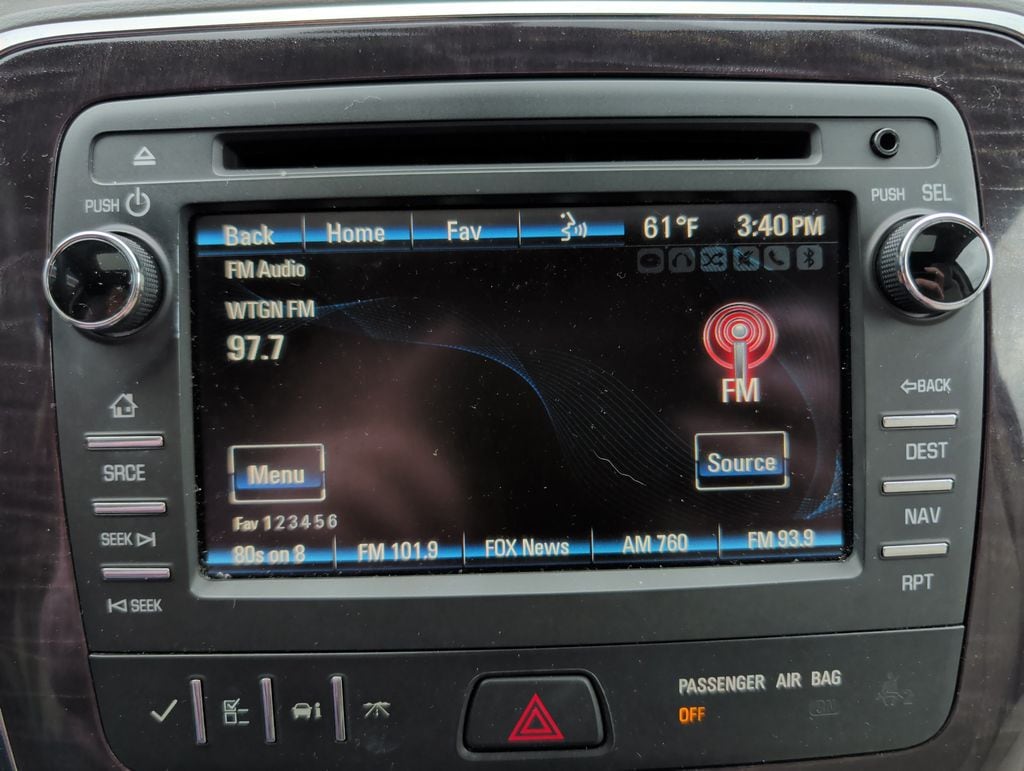 PUSH
PUSH SEL
Back Home Fav 61°F 3:40 PM
FM Audio
WTGN FM
97.7
FM
BACK
SRCE
Menu
Source
DEST
Fav 1 2 3 4 5 6
NAV
SEEK
80s on 8 FM 101.9 FOX News AM 760 FM 93.9
RPT
SEEK
PASSENGER AIR BAG
OFF ON